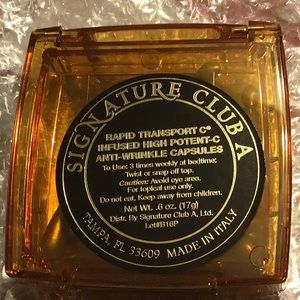 SIGNATURE CLUB A
RAPID TRANSPORT C®
INFUSED HIGH POTENT-C
ANTI-WRINKLE CAPSULES
To Use: 3 times weekly at bedtime:
Twist or snap off top.
Caution: Avoid eye area.
For topical use only.
Do not eat. Keep away from children.
Net Wt. .6 oz. (17g)
Distr. By Signature Club A, Ltd.
Lot#B16P
TAMPA, FL 33609 MADE IN ITALY